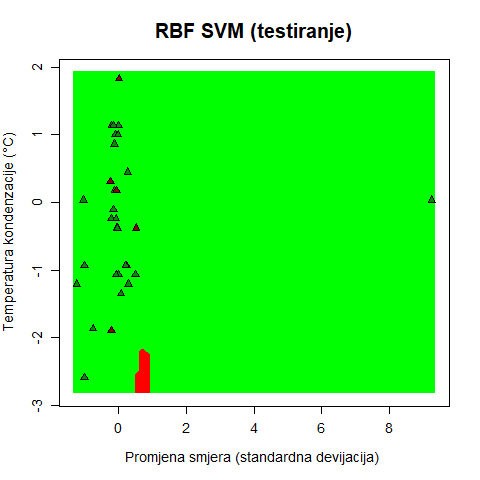 RBF SVM (testiranje)
Temperatura kondenzacije (°C)
2
1
0
-1
-2
-3
0 2 4 6 8
Promjena smjera (standardna devijacija)